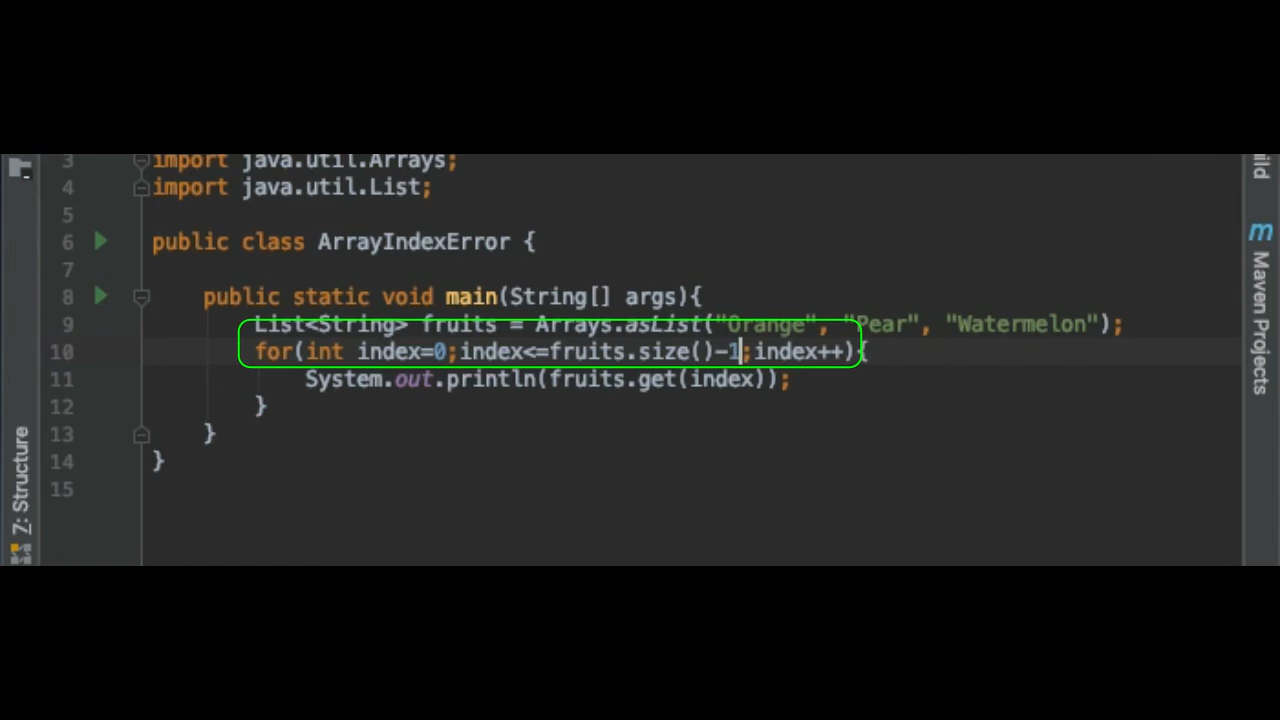 3 import java.util.Arrays;
4 import java.util.List;
5
6 public class ArrayIndexError {
7
8 public static void main(String[] args){
9 List<String> fruits = Arrays.asList("Orange", "Pear", "Watermelon");
10 for(int index=0;index<=fruits.size()-1;index++){
11 System.out.println(fruits.get(index));
12 }
13 }
14 }
15
Z: Structure
m Maven Projects